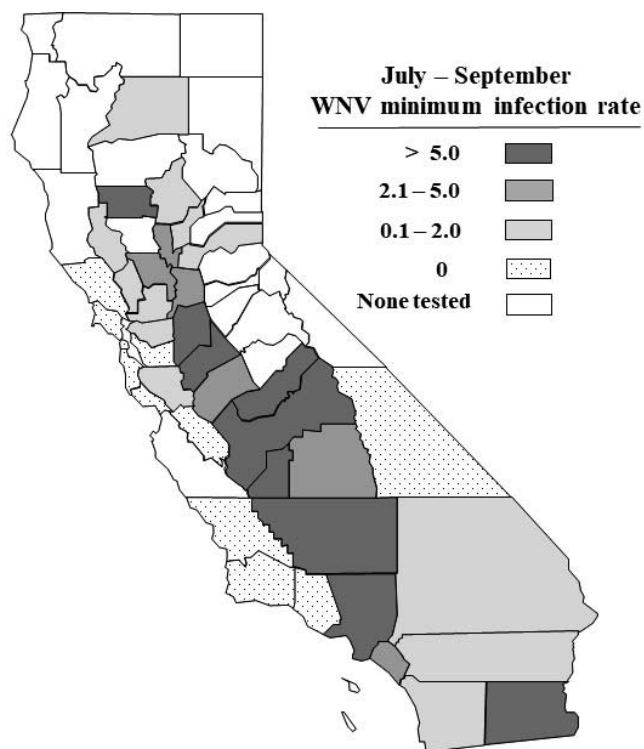 July – September
WNV minimum infection rate
> 5.0
2.1 – 5.0
0.1 – 2.0
0
None tested